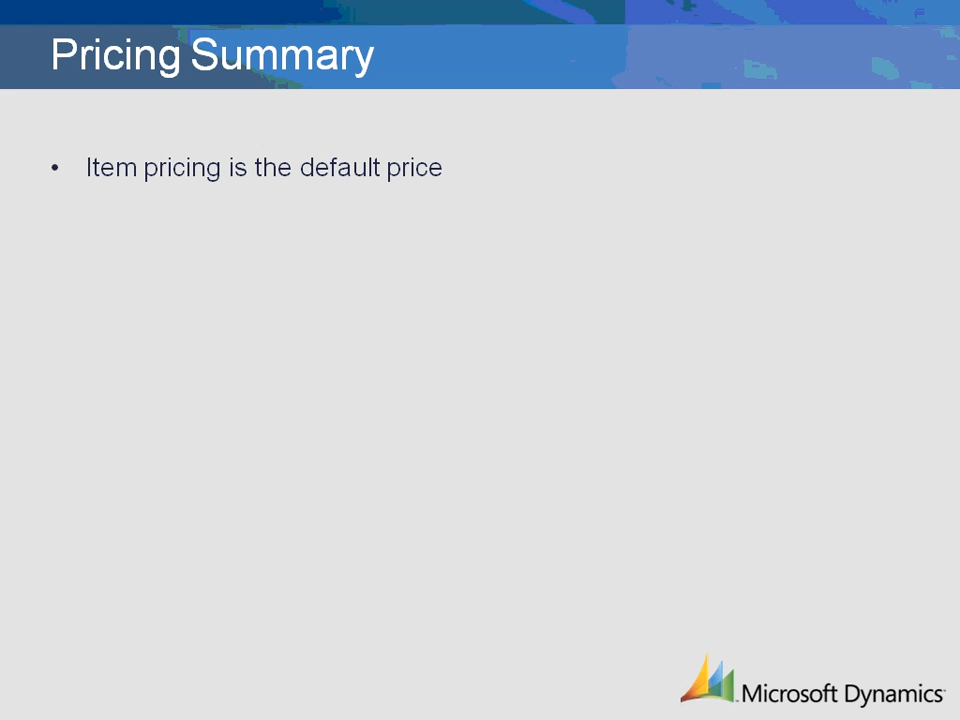 Pricing Summary
• Item pricing is the default price
Microsoft Dynamics